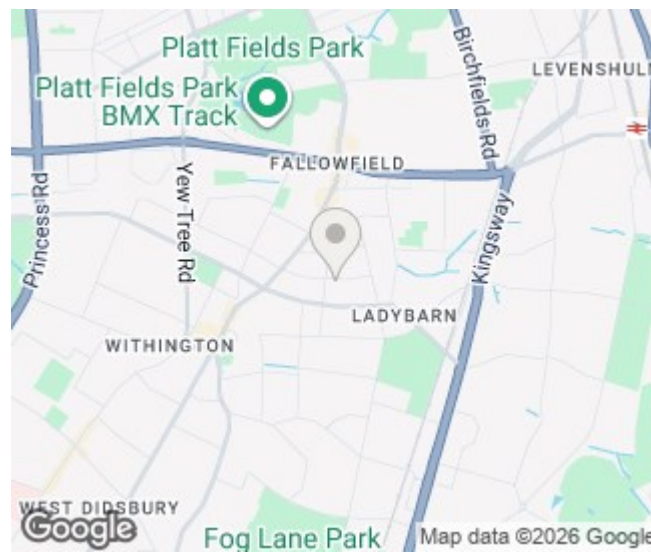 Platt Fields Park
Platt Fields Park
BMX Track
Birchfields Rd
LEVENSHULM
FALLOWFIELD
Princess Rd
Yew Tree Rd
Kingsway
LADYBARN
WITHINGTON
WEST DIDSBURY
Google
Fog Lane Park
Map data ©2026 Google